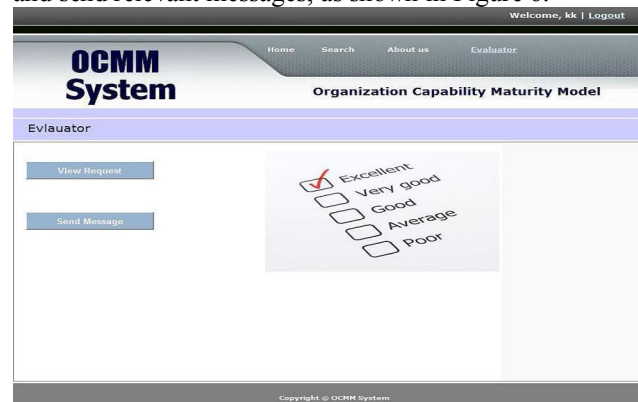 and send relevant messages, as shown in Figure 6.
Welcome, kk | Logout
Home Search About us Evaluator
OCMM
System
Organization Capability Maturity Model
Evlauator
View Request
Send Message
Excellent
Very good
Good
Average
Poor
Copyright © OCMM System